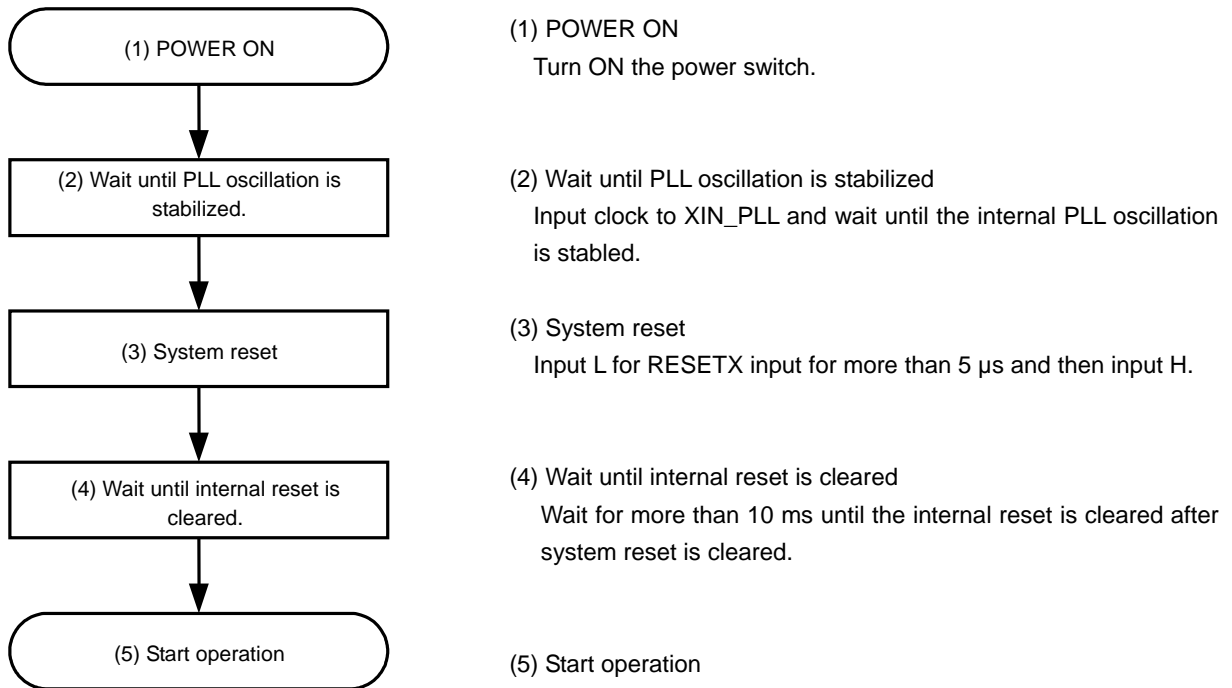 (1) POWER ON
(2) Wait until PLL oscillation is
stabilized.
(3) System reset
(4) Wait until internal reset is
cleared.
(5) Start operation
(1) POWER ON
Turn ON the power switch.
(2) Wait until PLL oscillation is stabilized
Input clock to XIN_PLL and wait until the internal PLL oscillation
is stabled.
(3) System reset
Input L for RESETX input for more than 5 µs and then input H.
(4) Wait until internal reset is cleared
Wait for more than 10 ms until the internal reset is cleared after
system reset is cleared.
(5) Start operation